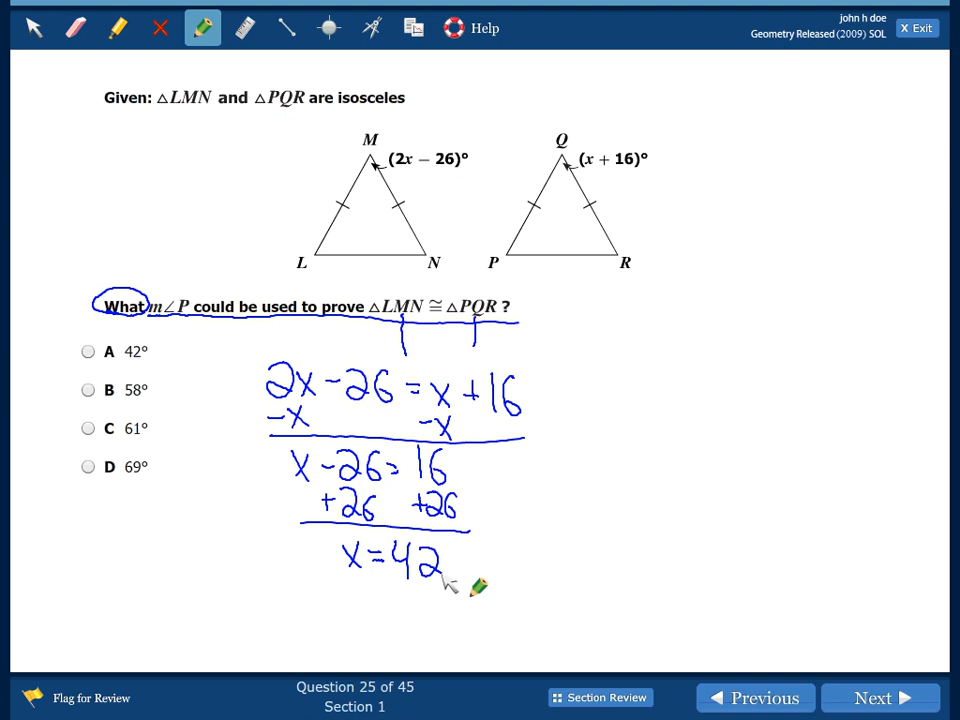 john h doe
Geometry Released (2009) SOL
X Exit
Help
Given: △LMN and △PQR are isosceles
M
Q
(2x − 26)°
(x + 16)°
L
N
P
R
What m∠P could be used to prove △LMN ≅ △PQR ?
A 42°
B 58°
C 61°
D 69°
2x - 26 = x + 16
-x -x
x - 26 = 16
+26 +26
x = 42
Flag for Review
Question 25 of 45
Section 1
Section Review
Previous
Next